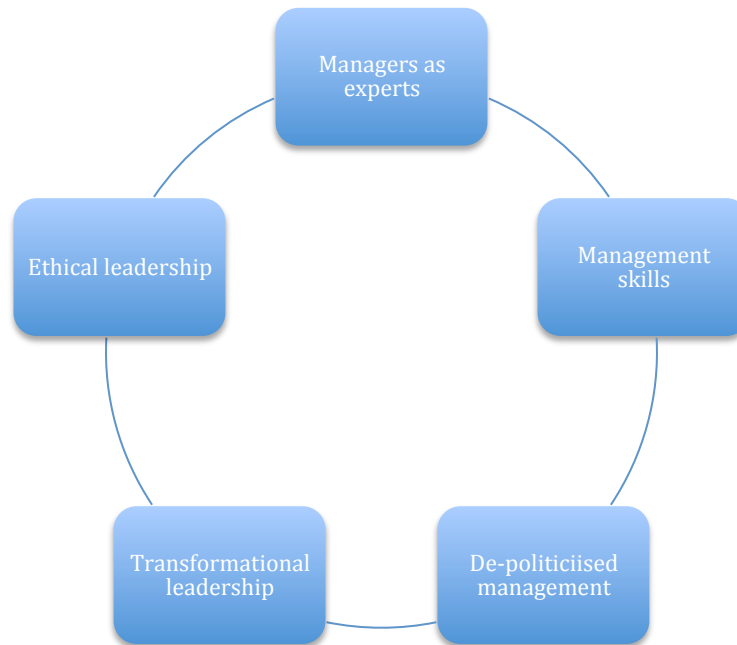 Managers as
experts
Ethical leadership
Management
skills
Transformational
leadership
De-politiciised
management